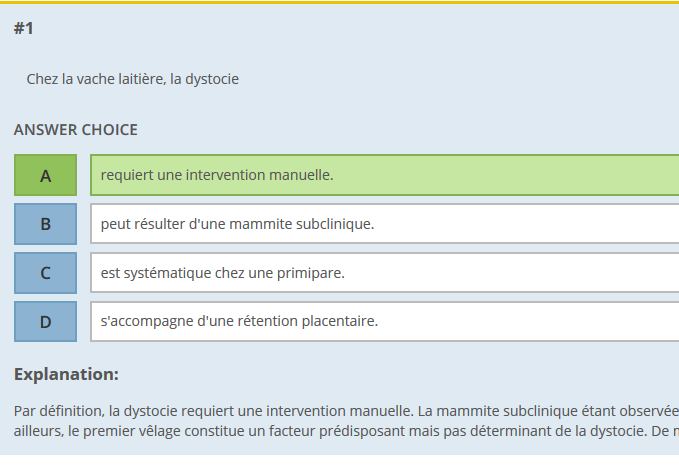 #1
Chez la vache laitière, la dystocie
ANSWER CHOICE
A requiert une intervention manuelle.
B peut résulter d'une mammite subclinique.
C est systématique chez une primipare.
D s'accompagne d'une rétention placentaire.
Explanation:
Par définition, la dystocie requiert une intervention manuelle. La mammite subclinique étant observée
ailleurs, le premier vêlage constitue un facteur prédisposant mais pas déterminant de la dystocie. De